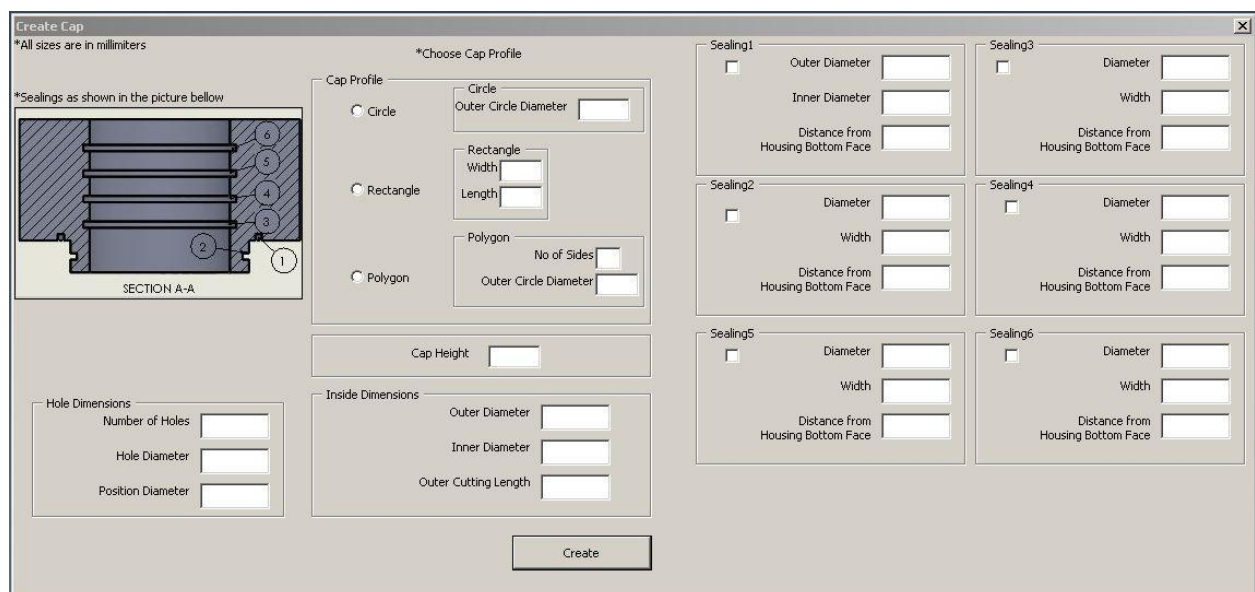 Create Cap
*All sizes are in millimiters
*Sealings as shown in the picture bellow
6
5
4
3
2
1
SECTION A-A
Hole Dimensions
Number of Holes
Hole Diameter
Position Diameter
*Choose Cap Profile
Cap Profile
Circle
Circle
Outer Circle Diameter
Rectangle
Rectangle
Width
Length
Polygon
Polygon
No of Sides
Outer Circle Diameter
Cap Height
Inside Dimensions
Outer Diameter
Inner Diameter
Outer Cutting Length
Create
Sealing1
Outer Diameter
Inner Diameter
Distance from
Housing Bottom Face
Sealing3
Diameter
Width
Distance from
Housing Bottom Face
Sealing2
Diameter
Width
Distance from
Housing Bottom Face
Sealing4
Diameter
Width
Distance from
Housing Bottom Face
Sealing5
Diameter
Width
Distance from
Housing Bottom Face
Sealing6
Diameter
Width
Distance from
Housing Bottom Face